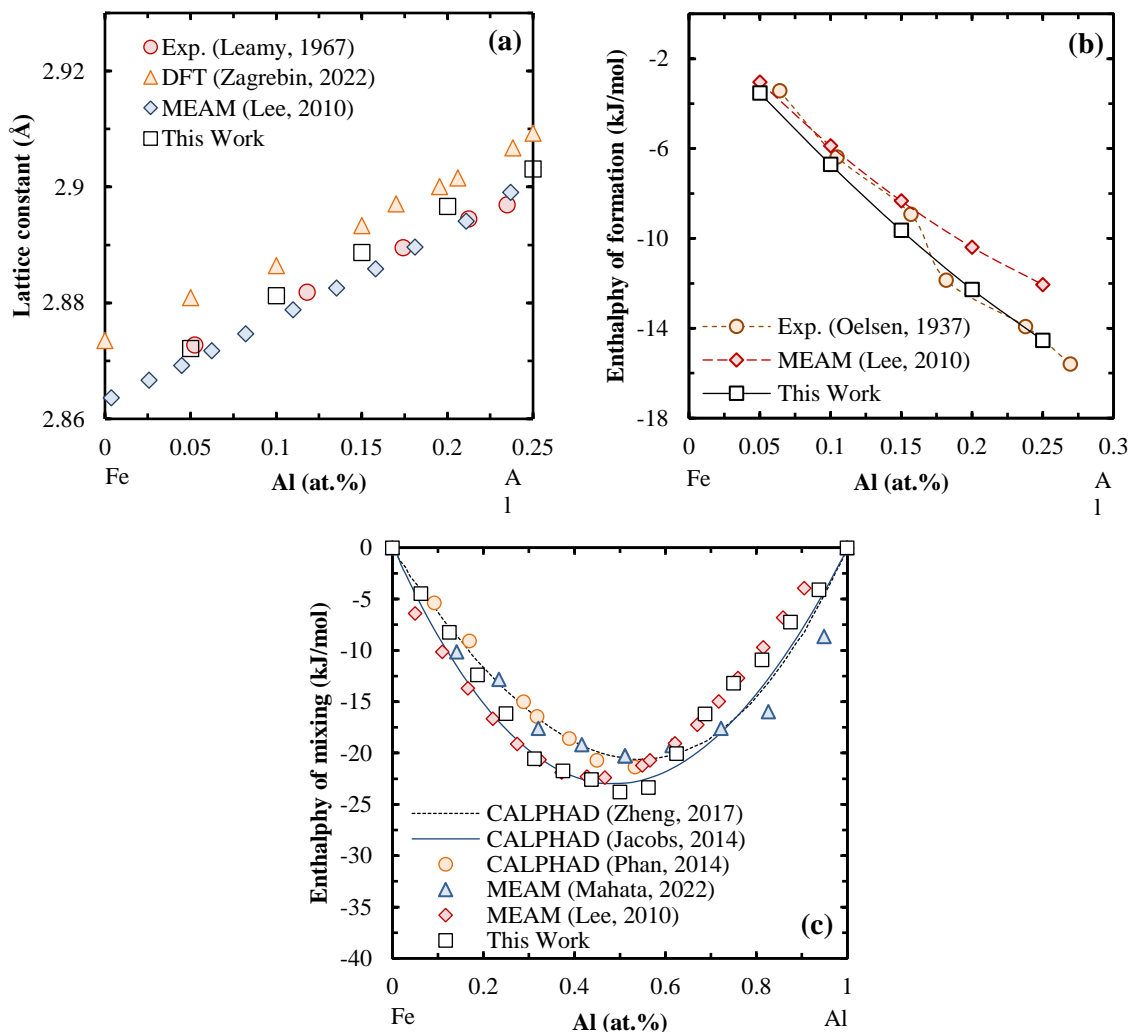 (a)
Exp. (Leamy, 1967)
DFT (Zagrebin, 2022)
MEAM (Lee, 2010)
This Work
Lattice constant (Å)
2.92
2.9
2.88
2.86
0 0.05 0.1 0.15 0.2 0.25
Fe
Al (at.%)
A
l
(b)
Enthalphy of formation (kJ/mol)
-2
-6
-10
-14
-18
Exp. (Oelsen, 1937)
MEAM (Lee, 2010)
This Work
0 0.05 0.1 0.15 0.2 0.25 0.3
Fe
Al (at.%)
A
l
Enthalphy of mixing (kJ/mol)
0
-5
-10
-15
-20
-25
-30
-35
-40
CALPHAD (Zheng, 2017)
CALPHAD (Jacobs, 2014)
CALPHAD (Phan, 2014)
MEAM (Mahata, 2022)
MEAM (Lee, 2010)
This Work
(c)
0 0.2 0.4 0.6 0.8 1
Fe
Al (at.%)
Al